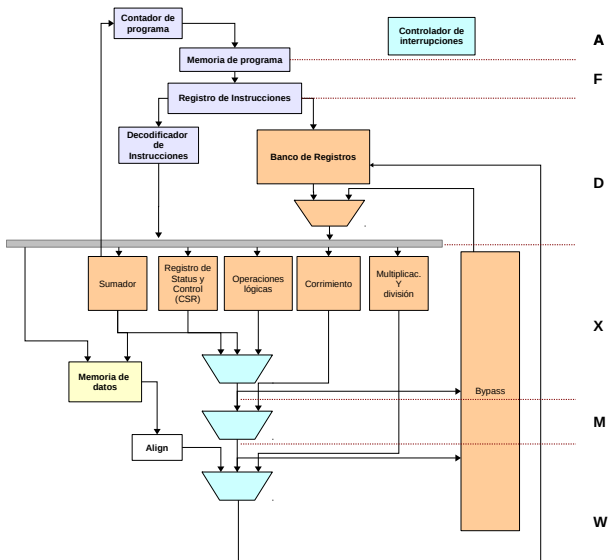 Contador de
programa
Controlador de
interrupciones
A
Memoria de programa
F
Registro de Instrucciones
Decodificador
de
Instrucciones
Banco de Registros
D
Sumador
Registro de
Status y
Control
(CSR)
Operaciones
lógicas
Corrimiento
Multiplicac.
Y
división
X
Memoria de
datos
Bypass
M
Align
W